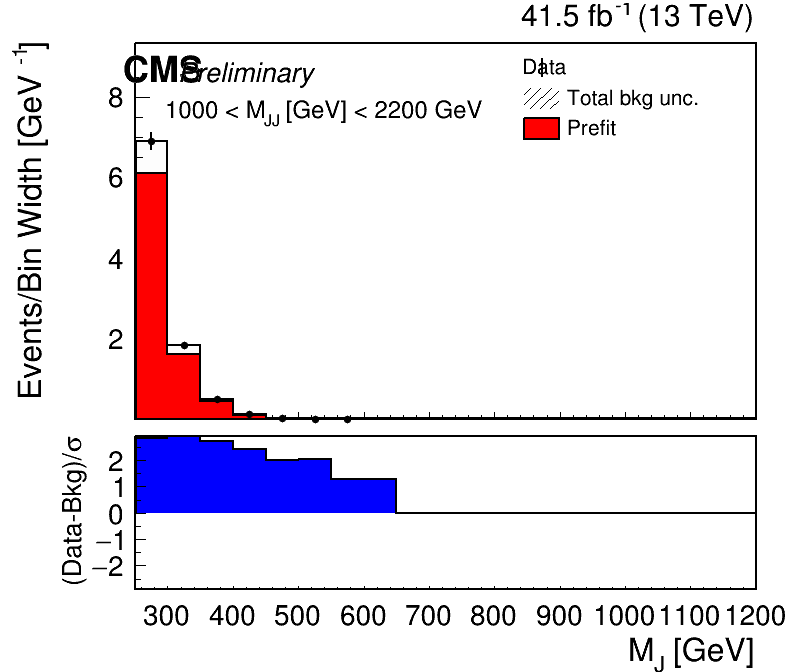 41.5 fb⁻¹ (13 TeV)
CMS Preliminary
1000 < M_JJ [GeV] < 2200 GeV
Data
Total bkg unc.
Prefit
Events/Bin Width [GeV⁻¹]
8
6
4
2
(Data-Bkg)/σ
2
1
0
−1
−2
300 400 500 600 700 800 900 1000 1100 1200
M_J [GeV]